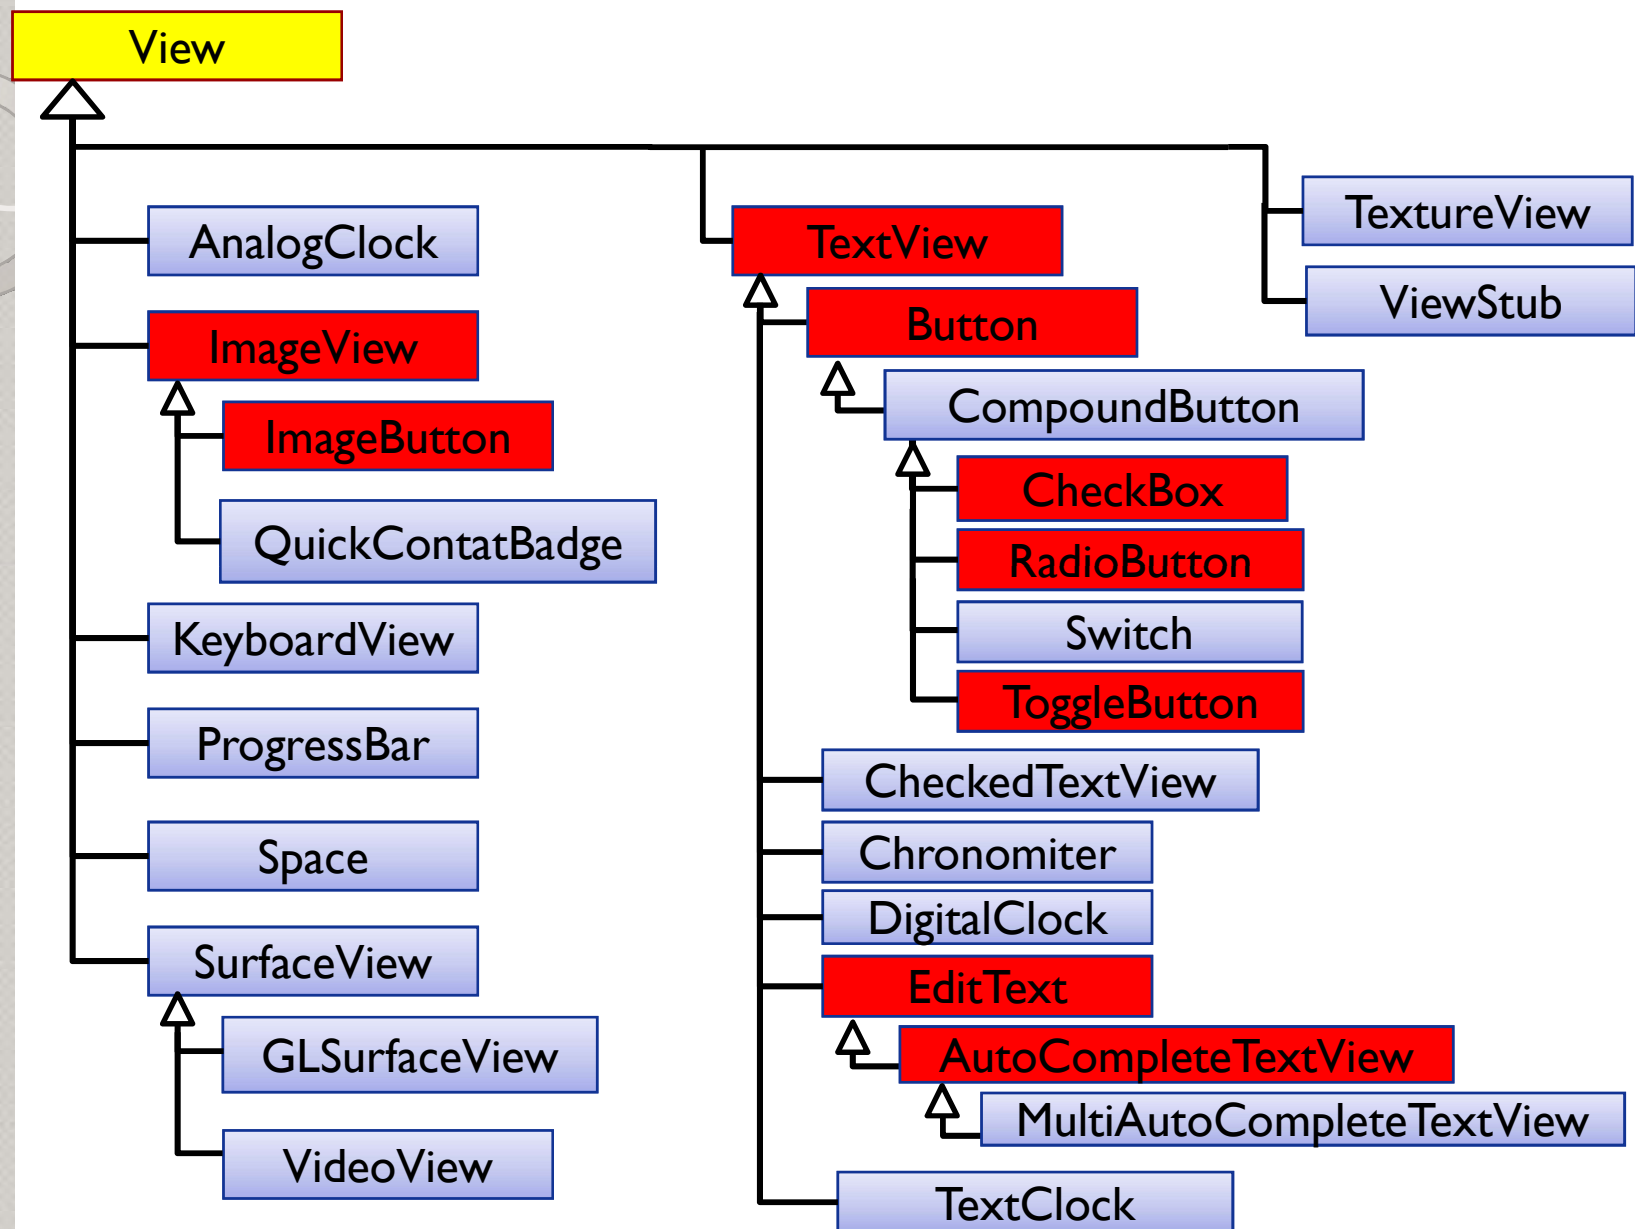 View
AnalogClock
ImageView
ImageButton
QuickContatBadge
KeyboardView
ProgressBar
Space
SurfaceView
GLSurfaceView
VideoView
TextView
Button
CompoundButton
CheckBox
RadioButton
Switch
ToggleButton
CheckedTextView
Chronomiter
DigitalClock
EditText
AutoCompleteTextView
MultiAutoCompleteTextView
TextClock
TextureView
ViewStub